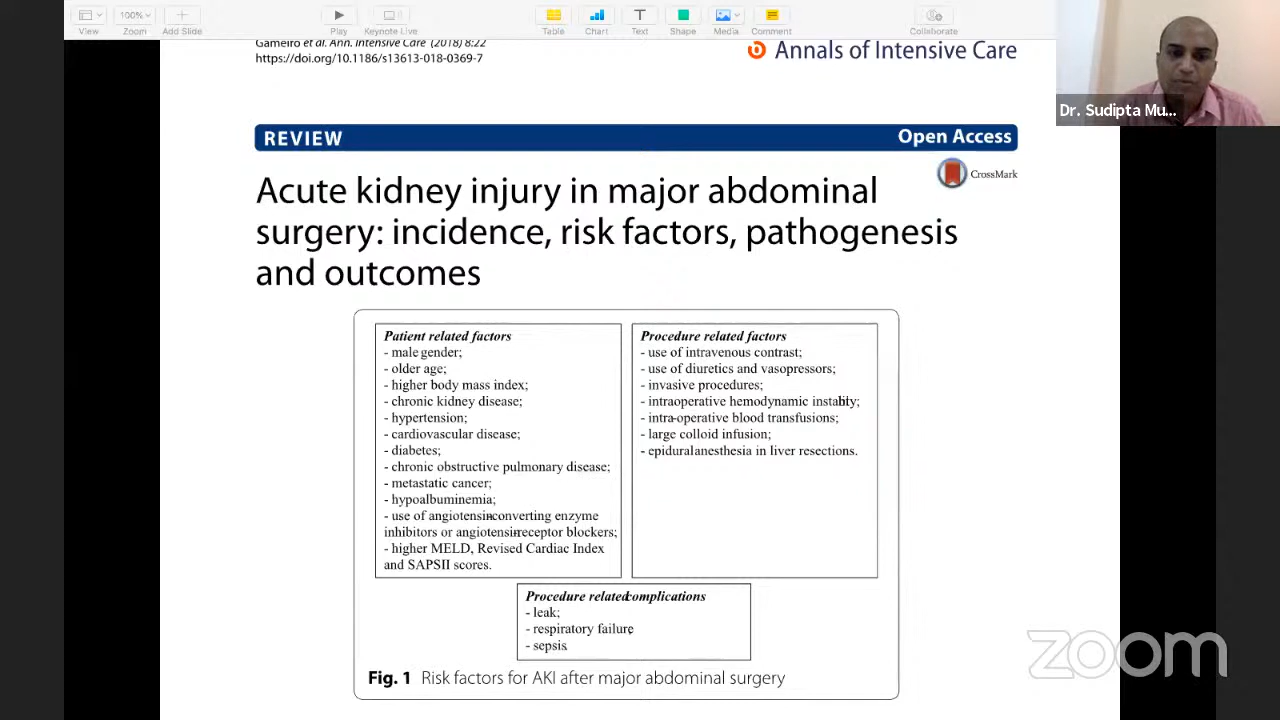 View
100%
Zoom
Add Slide
Play
Keynote Live
Table
Chart
Text
Shape
Media
Comment
Collaborate
Gameiro et al. Ann. Intensive Care (2018) 8:22
https://doi.org/10.1186/s13613-018-0369-7
Annals of Intensive Care
Dr. Sudipta Mu...
REVIEW
Open Access
CrossMark
Acute kidney injury in major abdominal
surgery: incidence, risk factors, pathogenesis
and outcomes
Patient related factors
- male gender;
- older age;
- higher body mass index;
- chronic kidney disease;
- hypertension;
- cardiovascular disease;
- diabetes;
- chronic obstructive pulmonary disease;
- metastatic cancer;
- hypoalbuminemia;
- use of angiotensin-converting enzyme
inhibitors or angiotensin-receptor blockers;
- higher MELD, Revised Cardiac Index
and SAPSII scores.
Procedure related factors
- use of intravenous contrast;
- use of diuretics and vasopressors;
- invasive procedures;
- intraoperative hemodynamic instability;
- intra-operative blood transfusions;
- large colloid infusion;
- epidural anesthesia in liver resections.
Procedure related complications
- leak;
- respiratory failure;
- sepsis.
Fig. 1 Risk factors for AKI after major abdominal surgery
zoom